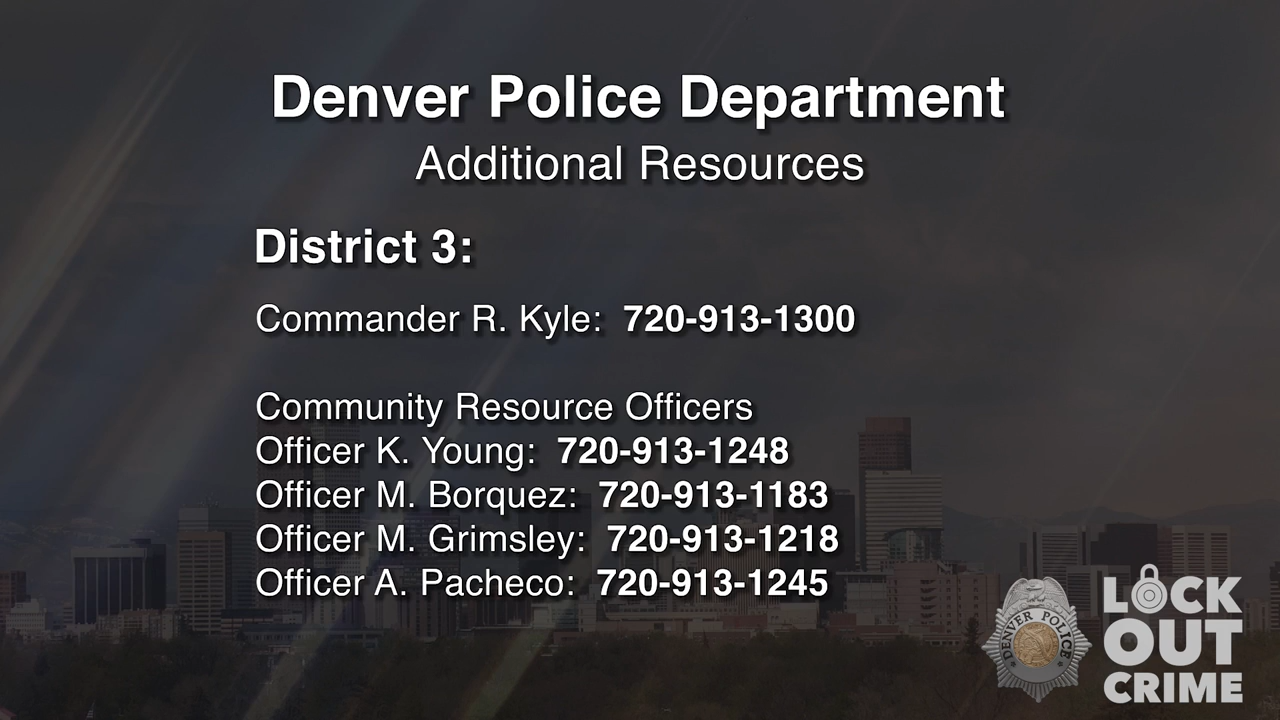 Denver Police Department
Additional Resources
District 3:
Commander R. Kyle: 720-913-1300
Community Resource Officers
Officer K. Young: 720-913-1248
Officer M. Borquez: 720-913-1183
Officer M. Grimsley: 720-913-1218
Officer A. Pacheco: 720-913-1245
DENVER POLICE
LOCK
OUT
CRIME